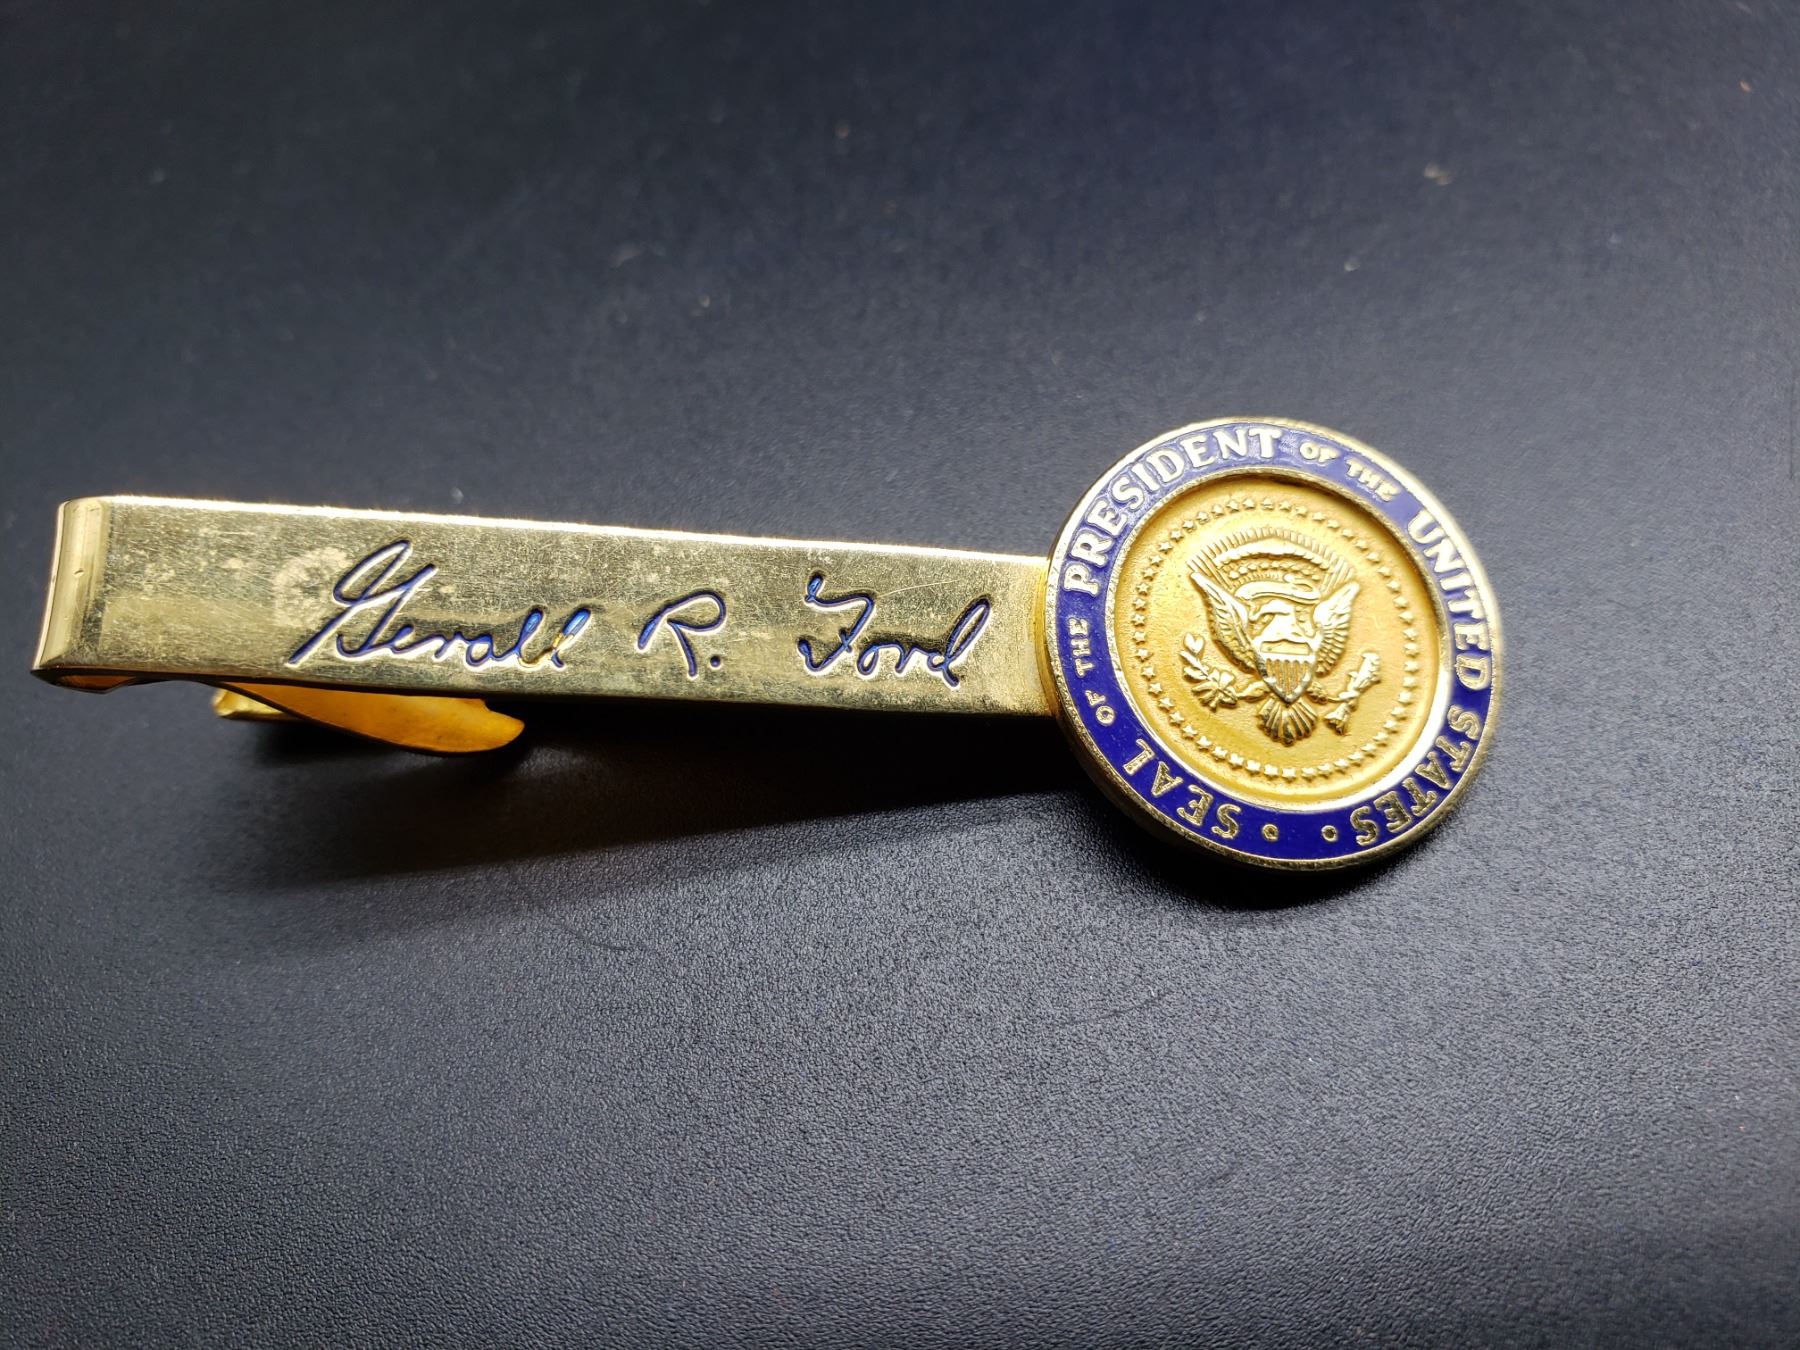 Gerald R. Ford
SEAL OF THE PRESIDENT OF THE UNITED STATES